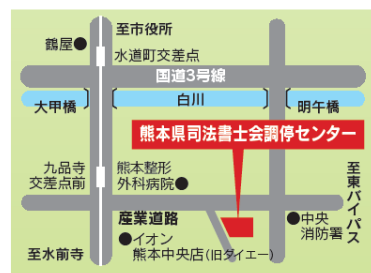 至市役所
鶴屋●
水道町交差点
国道3号線
大甲橋
白川
明午橋
熊本県司法書士会調停センター
九品寺
交差点前
熊本整形
外科病院●
至東バイパス
産業道路
●イオン
熊本中央店(旧ダイエー)
●中央
消防署
至水前寺